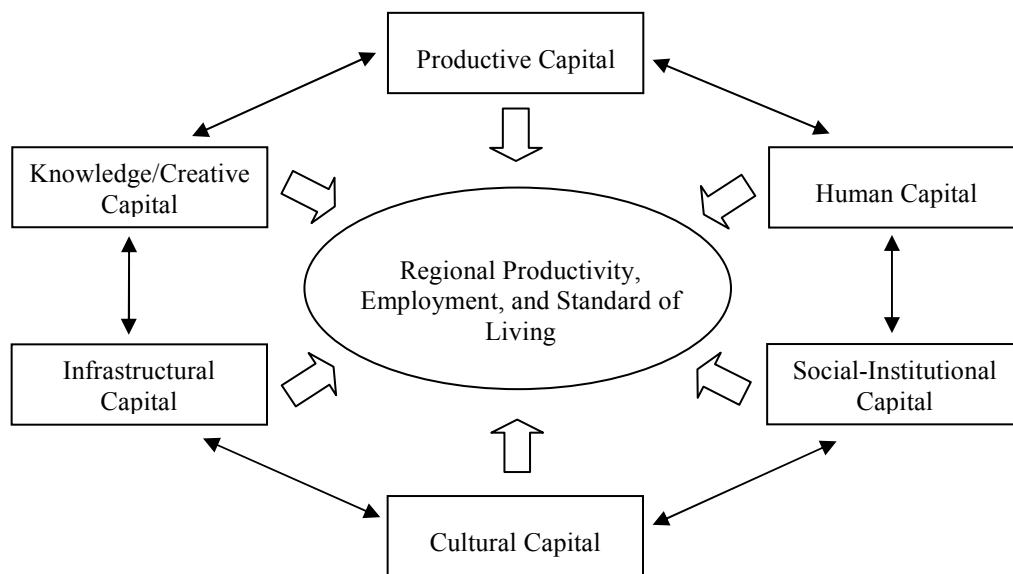 Productive Capital
Knowledge/Creative
Capital
Human Capital
Regional Productivity,
Employment, and Standard of
Living
Infrastructural
Capital
Social-Institutional
Capital
Cultural Capital